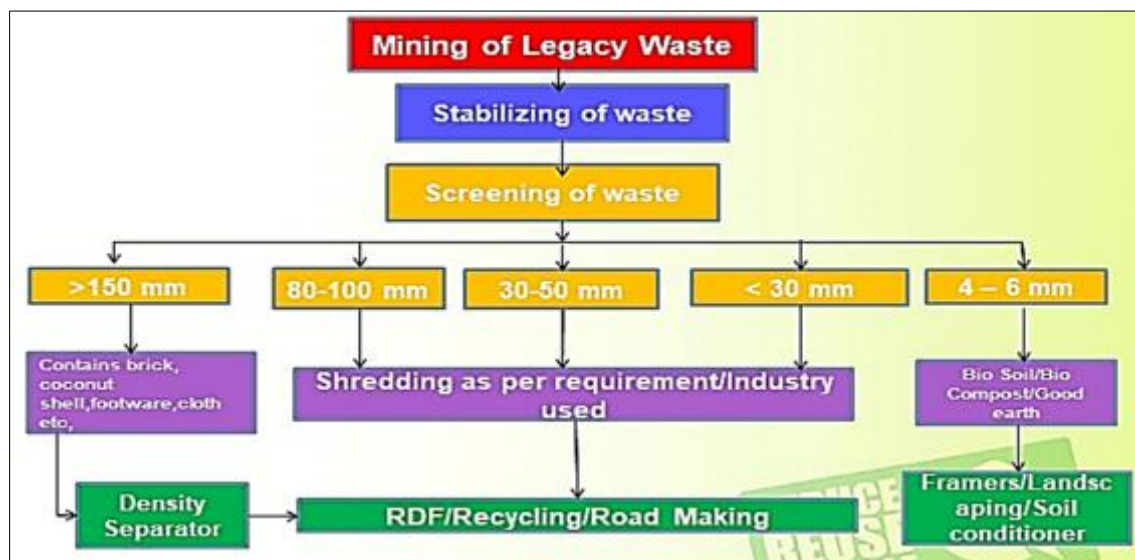 Mining of Legacy Waste
Stabilizing of waste
Screening of waste
>150 mm
80-100 mm
30-50 mm
< 30 mm
4 – 6 mm
Contains brick,
coconut
shell,footware,cloth
etc,
Shredding as per requirement/Industry
used
Bio Soil/Bio
Compost/Good
earth
Density
Separator
RDF/Recycling/Road Making
Framers/Landsc
aping/Soil
conditioner
REUSE